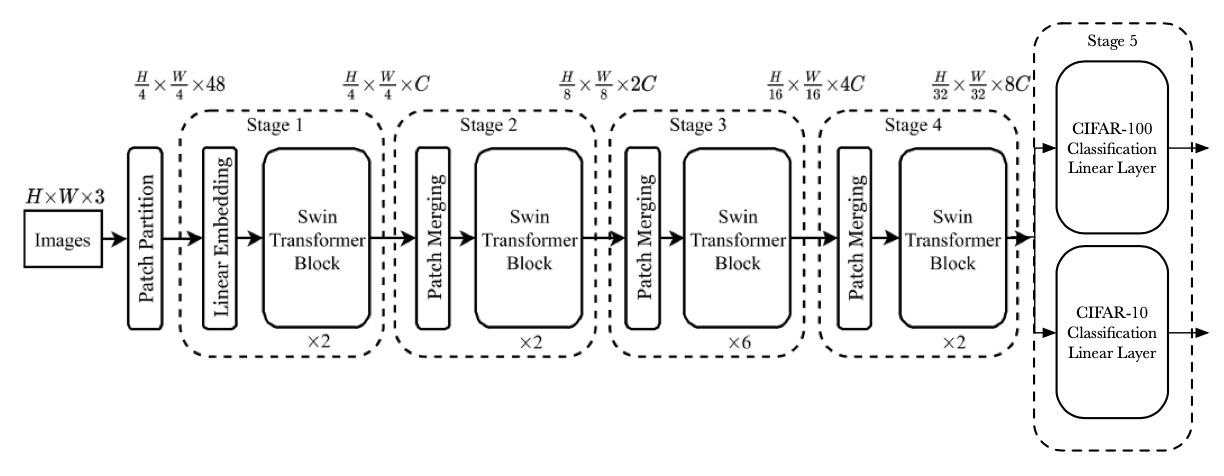 Stage 5
H/4 × W/4 × 48
H/4 × W/4 × C
H/8 × W/8 × 2C
H/16 × W/16 × 4C
H/32 × W/32 × 8C
Stage 1
Stage 2
Stage 3
Stage 4
H×W×3
Images
Patch Partition
Linear Embedding
Swin
Transformer
Block
×2
Patch Merging
Swin
Transformer
Block
×2
Patch Merging
Swin
Transformer
Block
×6
Patch Merging
Swin
Transformer
Block
×2
CIFAR-100
Classification
Linear Layer
CIFAR-10
Classification
Linear Layer